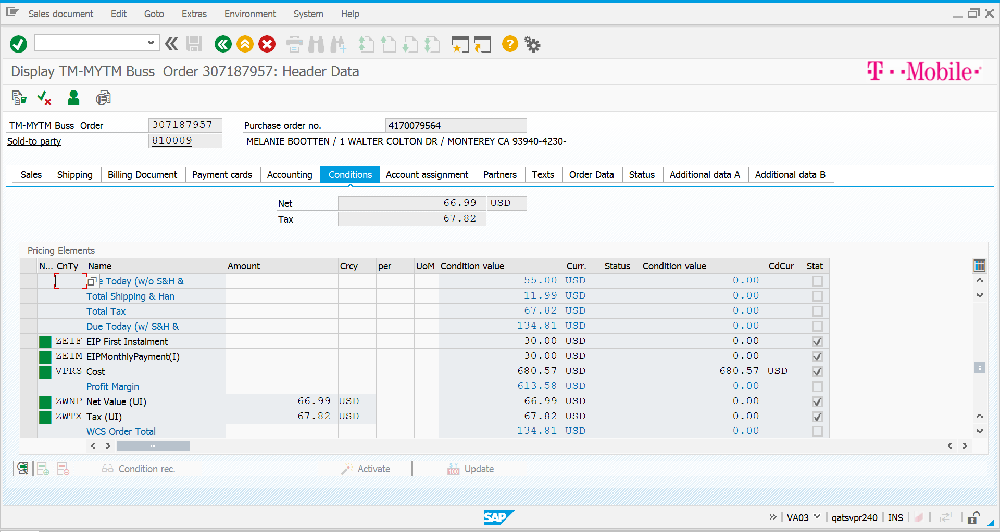 Sales document Edit Goto Extras Environment System Help
Display TM-MYTM Buss Order 307187957: Header Data
T··Mobile·
TM-MYTM Buss Order 307187957 Purchase order no. 4170079564
Sold-to party 810009 MELANIE BOOTTEN / 1 WALTER COLTON DR / MONTEREY CA 93940-4230-..
Sales Shipping Billing Document Payment cards Accounting Conditions Account assignment Partners Texts Order Data Status Additional data A Additional data B
Net 66.99 USD
Tax 67.82
Pricing Elements
N... CnTy Name Amount Crcy per UoM Condition value Curr. Status Condition value CdCur Stat
e Today (w/o S&H & 55.00 USD 0.00
Total Shipping & Han 11.99 USD 0.00
Total Tax 67.82 USD 0.00
Due Today (w/ S&H & 134.81 USD 0.00
ZEIF EIP First Instalment 30.00 USD 0.00
ZEIM EIPMonthlyPayment(I) 30.00 USD 0.00
VPRS Cost 680.57 USD 680.57 USD
Profit Margin 613.58- USD 0.00
ZWNP Net Value (UI) 66.99 USD 66.99 USD 0.00
ZWTX Tax (UI) 67.82 USD 67.82 USD 0.00
WCS Order Total 134.81 USD 0.00
Condition rec. Activate $ ¥ 100 Update
SAP
VA03 qatsvpr240 INS